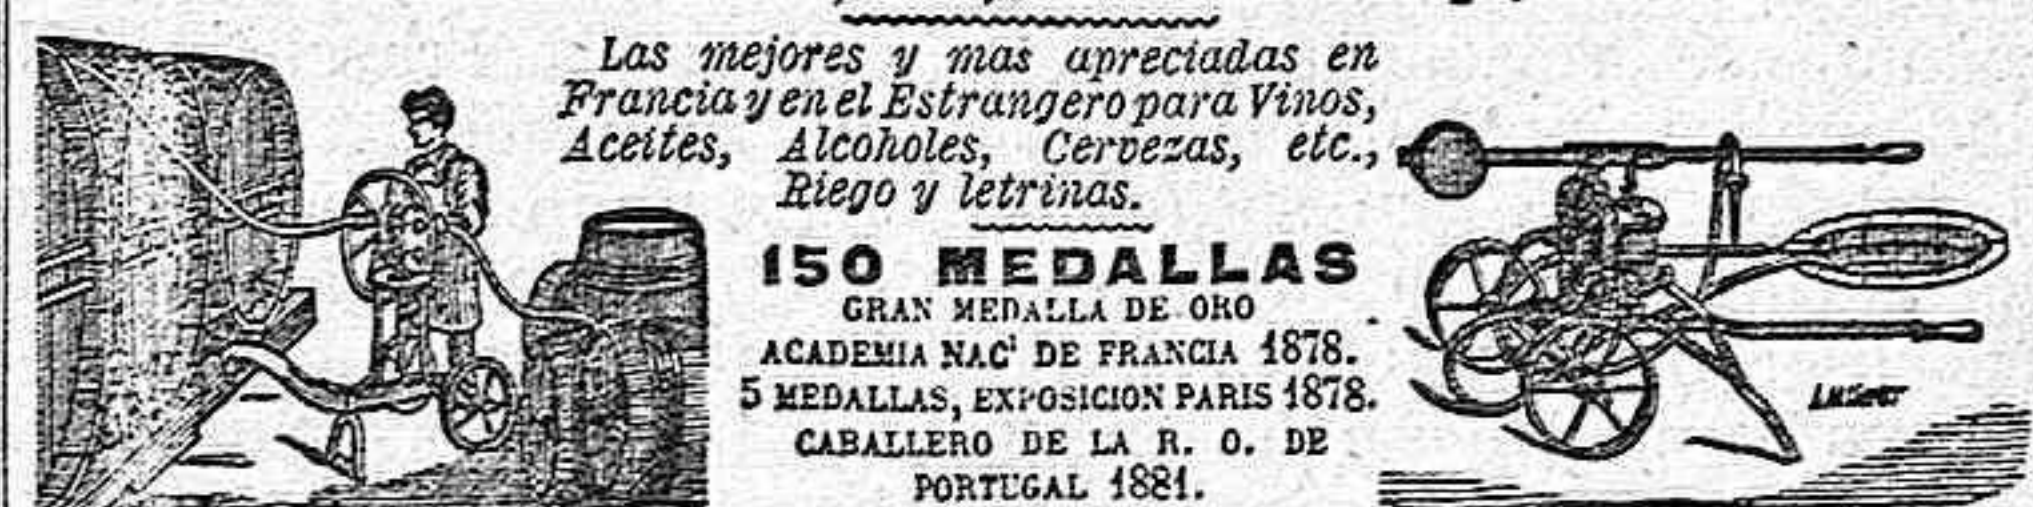 Las mejores y mas apreciadas en
Francia y en el Estrangero para Vinos,
Aceites, Alcoholes, Cervezas, etc.,
Riego y letrinas.
150 MEDALLAS
GRAN MEDALLA DE ORO
ACADEMIA NACˡ DE FRANCIA 1878.
5 MEDALLAS, EXPOSICION PARIS 1878.
CABALLERO DE LA R. O. DE
PORTUGAL 1881.